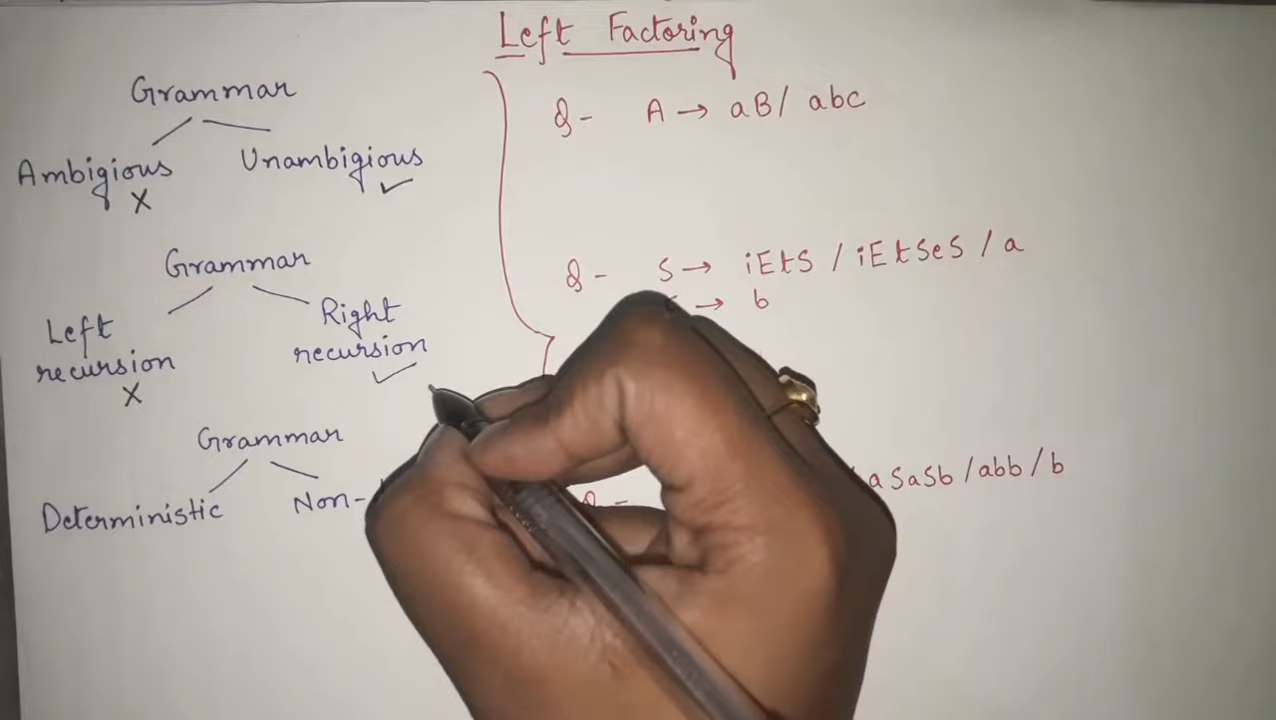 Left Factoring
Grammar
Ambigious Unambigious
X ✓
Grammar
Left recursion
Right recursion
X ✓
Grammar
Deterministic Non-
Q- A → aB/ abc
Q- S → iEtS / iEtSeS / a
→ b
aSaSb /abb /b